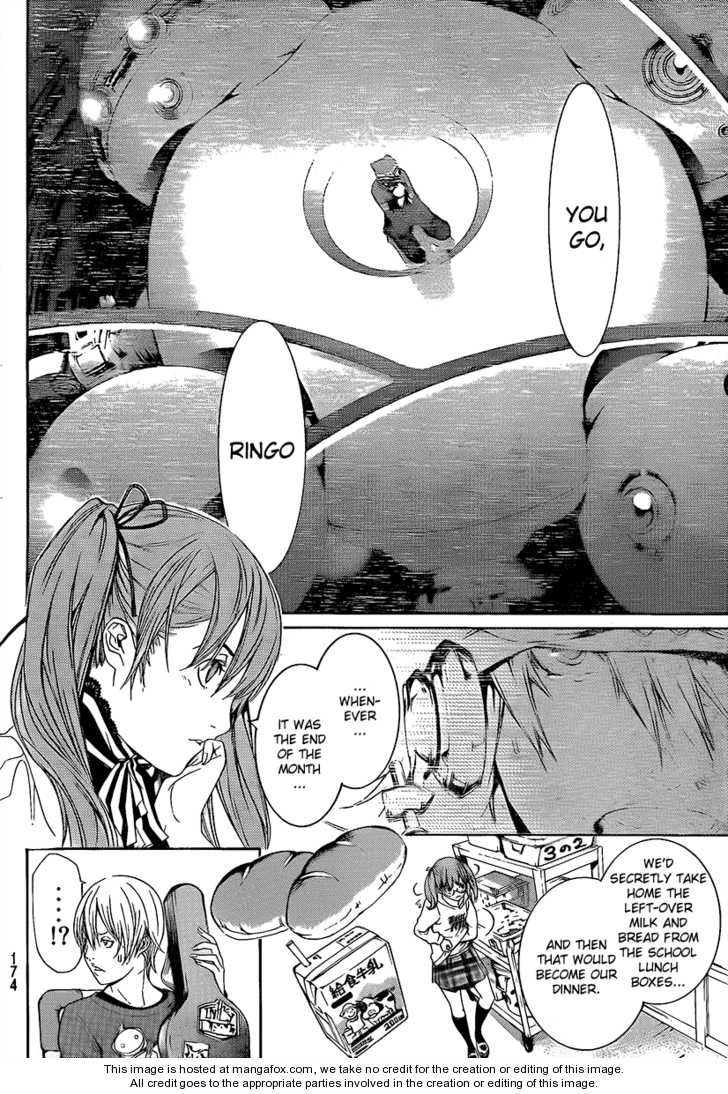 YOU
GO,
RINGO
...
WHEN-
EVER
...
IT WAS
THE
END
OF THE
MONTH
...
3の2
WE'D
SECRETLY TAKE
HOME THE
LEFT-OVER
MILK AND
BREAD FROM
THE SCHOOL
LUNCH
BOXES...
AND THEN
THAT WOULD
BECOME OUR
DINNER.
給食牛乳
....
!?
174
This image is hosted at mangafox.com, we take no credit for the creation or editing of this image.
All credit goes to the appropriate parties involved in the creation or editing of this image.